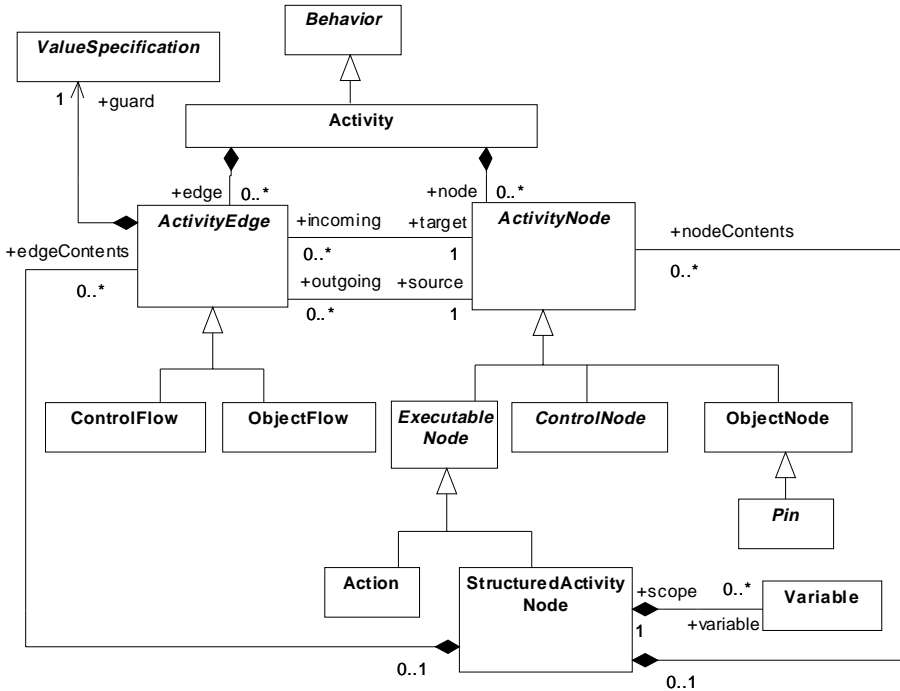 Behavior
ValueSpecification
1
+guard
Activity
+edge
0..*
+node
0..*
ActivityEdge
+incoming
+target
ActivityNode
+nodeContents
+edgeContents
0..*
1
0..*
0..*
+outgoing
+source
0..*
1
ControlFlow
ObjectFlow
Executable
Node
ControlNode
ObjectNode
Pin
Action
StructuredActivity
Node
+scope
0..*
Variable
1
+variable
0..1
0..1